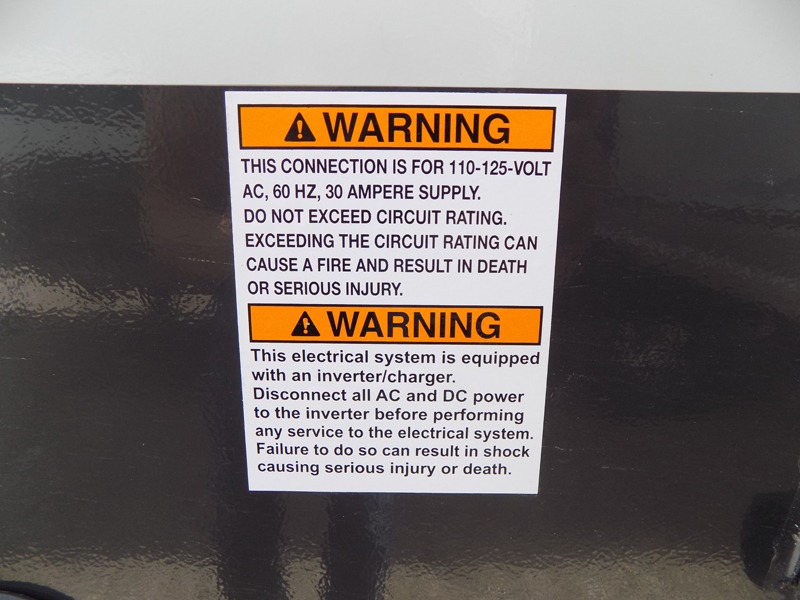 WARNING
THIS CONNECTION IS FOR 110-125-VOLT
AC, 60 HZ, 30 AMPERE SUPPLY.
DO NOT EXCEED CIRCUIT RATING.
EXCEEDING THE CIRCUIT RATING CAN
CAUSE A FIRE AND RESULT IN DEATH
OR SERIOUS INJURY.
WARNING
This electrical system is equipped
with an inverter/charger.
Disconnect all AC and DC power
to the inverter before performing
any service to the electrical system.
Failure to do so can result in shock
causing serious injury or death.